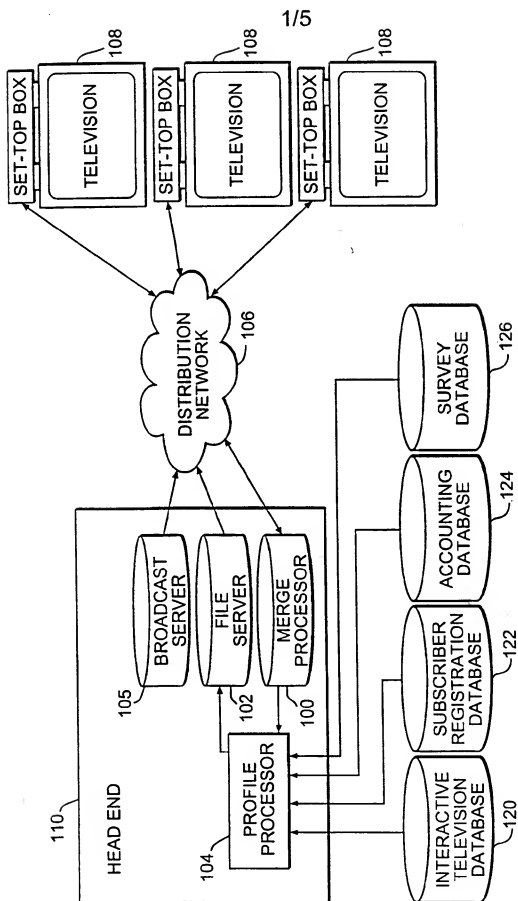 1/5
110
HEAD END
104
PROFILE
PROCESSOR
105
BROADCAST
SERVER
FILE
SERVER
102
MERGE
PROCESSOR
100
DISTRIBUTION
NETWORK
106
SET-TOP BOX
TELEVISION
108
SET-TOP BOX
TELEVISION
108
SET-TOP BOX
TELEVISION
108
INTERACTIVE
TELEVISION
DATABASE
120
SUBSCRIBER
REGISTRATION
DATABASE
122
ACCOUNTING
DATABASE
124
SURVEY
DATABASE
126